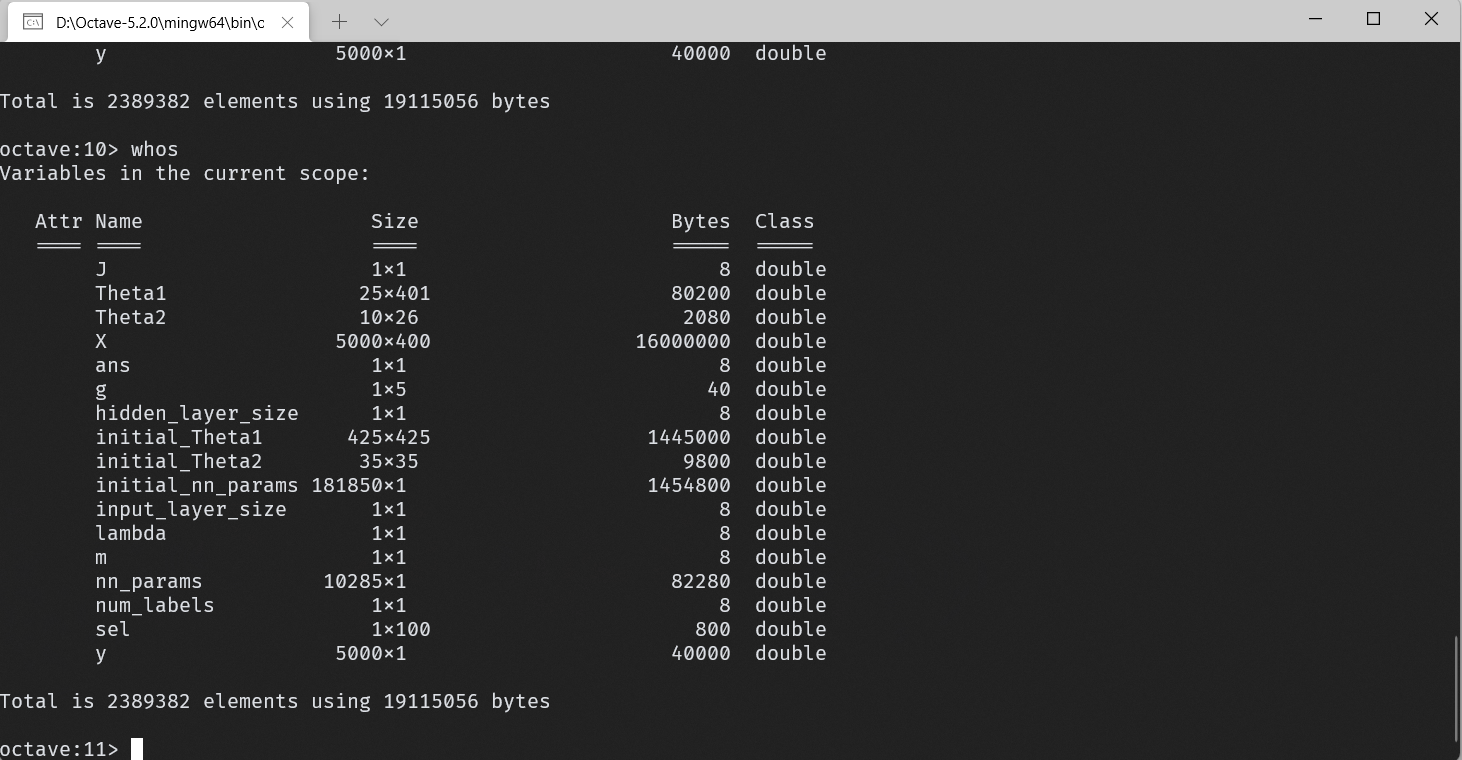 D:\Octave-5.2.0\mingw64\bin\o
y 5000×1 40000 double
Total is 2389382 elements using 19115056 bytes
octave:10> whos
Variables in the current scope:
Attr Name Size Bytes Class
==== ==== ==== ===== =====
J 1×1 8 double
Theta1 25×401 80200 double
Theta2 10×26 2080 double
X 5000×400 16000000 double
ans 1×1 8 double
g 1×5 40 double
hidden_layer_size 1×1 8 double
initial_Theta1 425×425 1445000 double
initial_Theta2 35×35 9800 double
initial_nn_params 181850×1 1454800 double
input_layer_size 1×1 8 double
lambda 1×1 8 double
m 1×1 8 double
nn_params 10285×1 82280 double
num_labels 1×1 8 double
sel 1×100 800 double
y 5000×1 40000 double
Total is 2389382 elements using 19115056 bytes
octave:11>